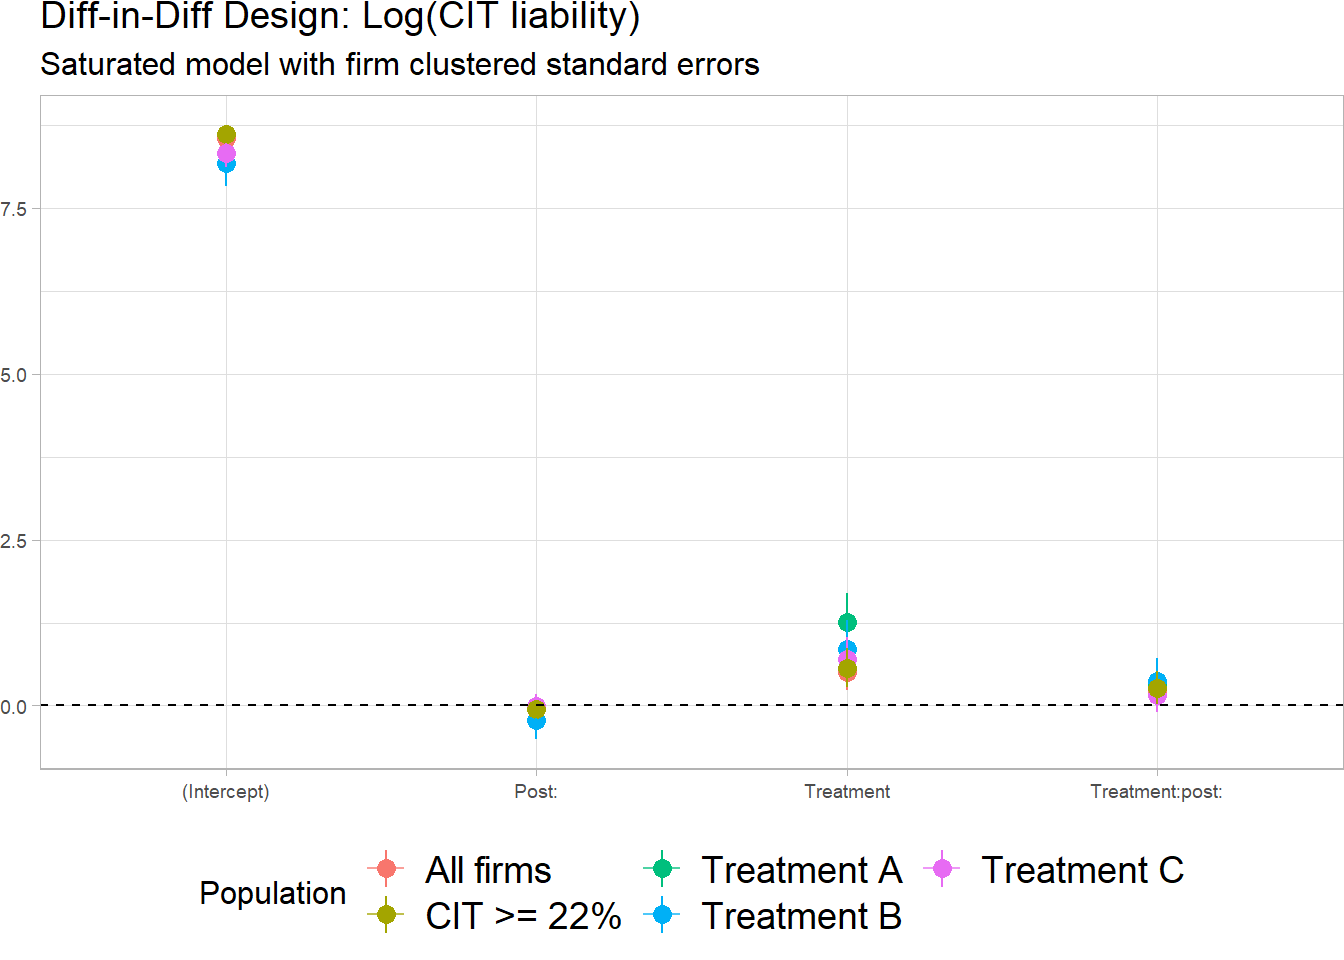 Diff-in-Diff Design: Log(CIT liability)
Saturated model with firm clustered standard errors
7.5
5.0
2.5
0.0
(Intercept) Post: Treatment Treatment:post:
Population
All firms Treatment A Treatment C
CIT >= 22% Treatment B